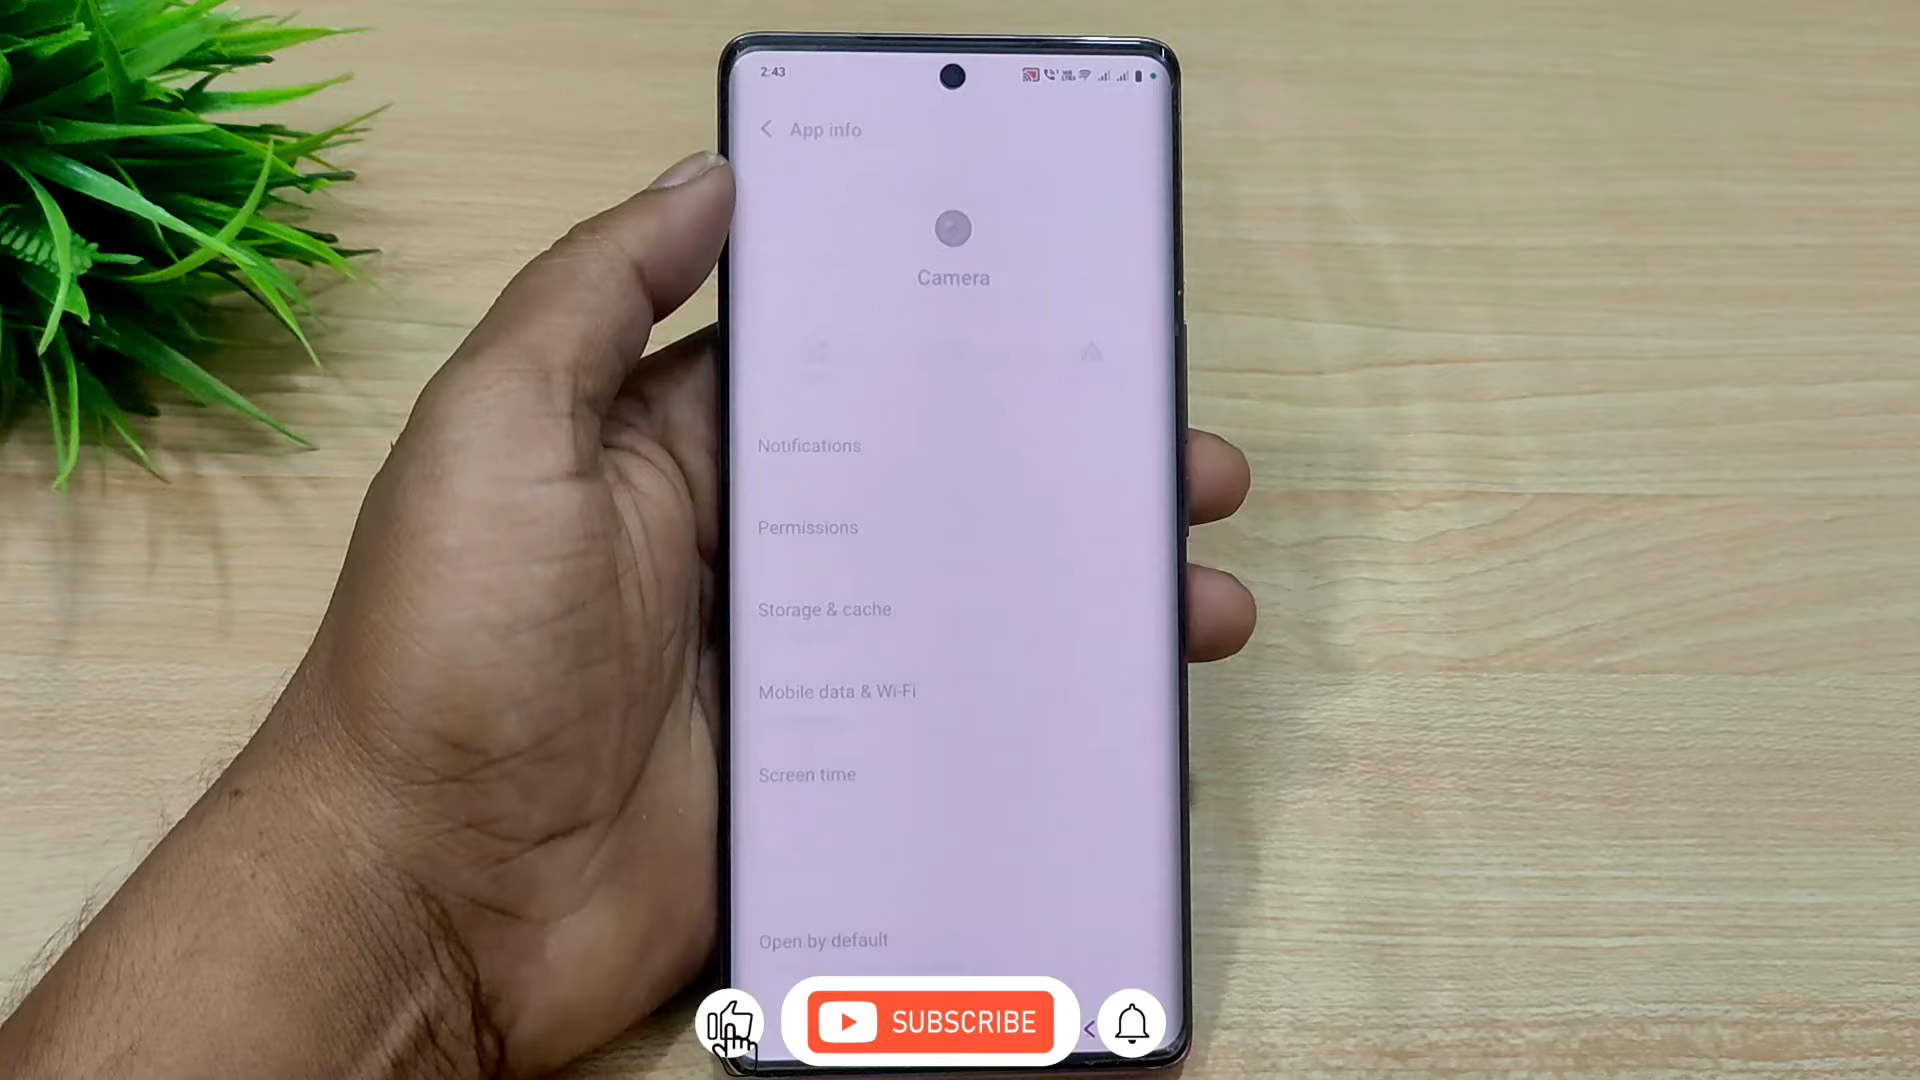 2:43
App info
Camera
Notifications
Permissions
Storage & cache
Mobile data & Wi-Fi
Screen time
Open by default
SUBSCRIBE